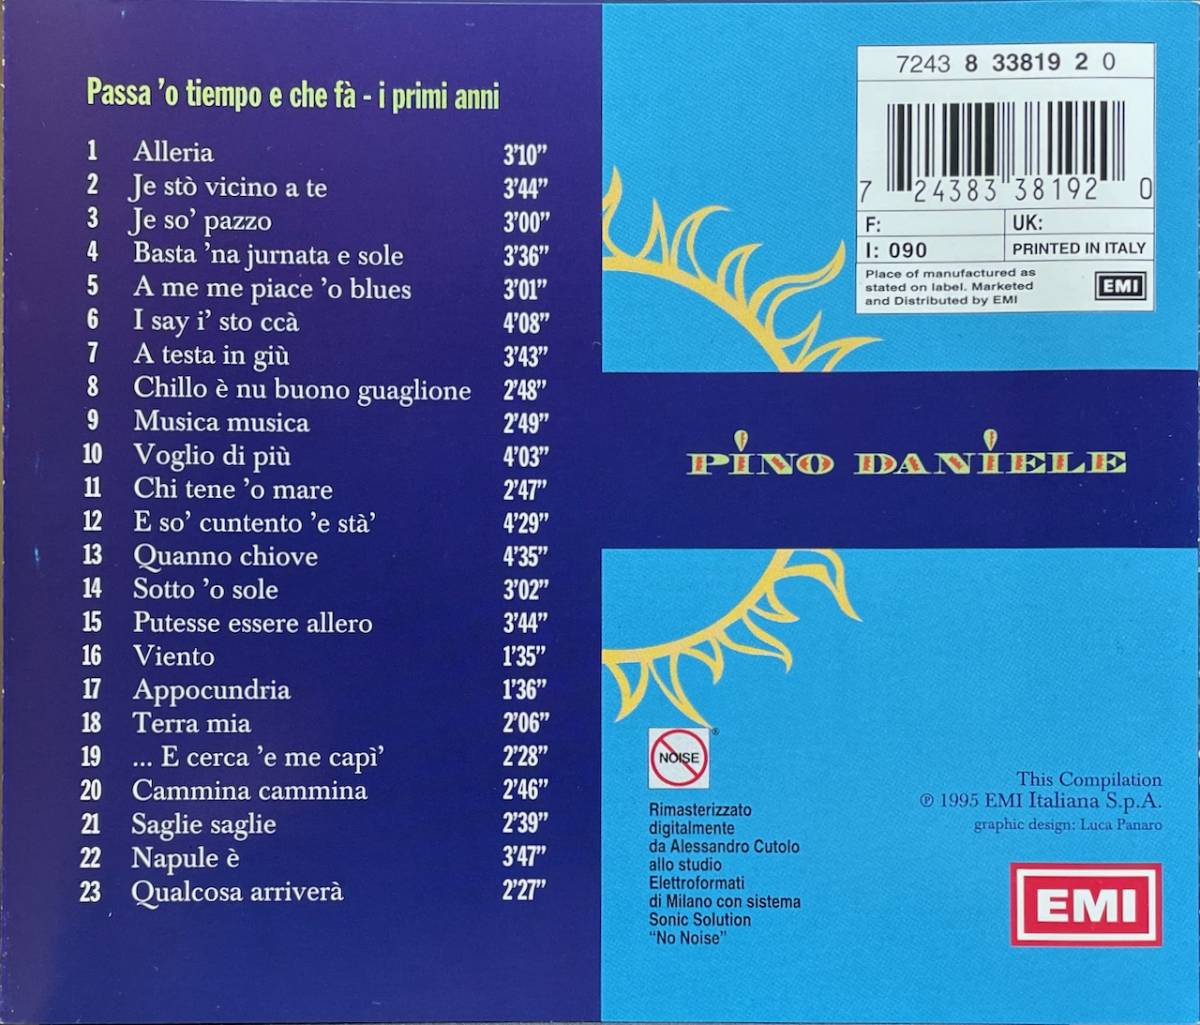 Passa 'o tiempo e che fà - i primi anni
1 Alleria 3'10"
2 Je stò vicino a te 3'44"
3 Je so' pazzo 3'00"
4 Basta 'na jurnata e sole 3'36"
5 A me me piace 'o blues 3'01"
6 I say i' sto ccà 4'08"
7 A testa in giù 3'43"
8 Chillo è nu buono guaglione 2'48"
9 Musica musica 2'49"
10 Voglio di più 4'03"
11 Chi tene 'o mare 2'47"
12 E so' cuntento 'e stà' 4'29"
13 Quanno chiove 4'35"
14 Sotto 'o sole 3'02"
15 Putesse essere allero 3'44"
16 Viento 1'35"
17 Appocundria 1'36"
18 Terra mia 2'06"
19 ... E cerca 'e me capì' 2'28"
20 Cammina cammina 2'46"
21 Saglie saglie 2'39"
22 Napule è 3'47"
23 Qualcosa arriverà 2'27"
7243 8 33819 2 0
7 24383 38192 0
F: UK:
I: 090 PRINTED IN ITALY
Place of manufactured as
stated on label. Marketed
and Distributed by EMI
EMI
PINO DANIELE
NOISE ®
Rimasterizzato
digitalmente
da Alessandro Cutolo
allo studio
Elettroformati
di Milano con sistema
Sonic Solution
"No Noise"
This Compilation
℗ 1995 EMI Italiana S.p.A.
graphic design: Luca Panaro
EMI